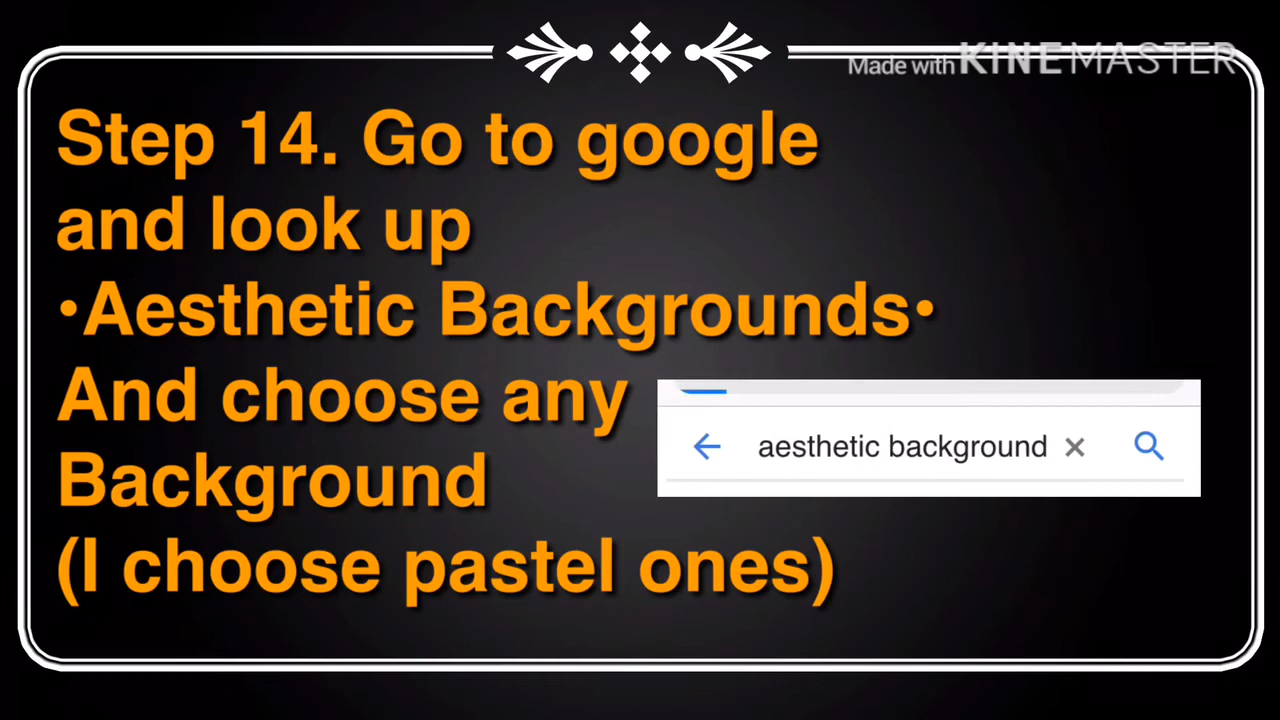 Made with KINEMASTER
Step 14. Go to google
and look up
•Aesthetic Backgrounds•
And choose any
Background
(I choose pastel ones)
aesthetic background